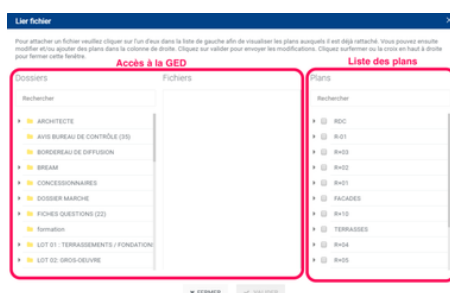 Lier fichier
Pour attacher un fichier veuillez cliquer sur l'un d'eux dans la liste de gauche afin de visualiser les plans auxquels il est déjà rattaché. Vous pouvez ensuite
modifier et/ou ajouter des plans dans la colonne de droite. Cliquez sur valider pour envoyer les modifications. Cliquez surfermer ou la croix en haut à droite
pour fermer cette fenêtre.
Accès à la GED
Liste des plans
Dossiers
Fichiers
Plans
Rechercher
Rechercher
ARCHITECTE
AVIS BUREAU DE CONTRÔLE (35)
BORDEREAU DE DIFFUSION
BREAM
CONCESSIONNAIRES
DOSSIER MARCHE
FICHES QUESTIONS (22)
formation
LOT 01 : TERRASSEMENTS / FONDATION
LOT 02: GROS-OEUVRE
RDC
R-01
R+03
R+02
R+01
FACADES
R+10
TERRASSES
R+04
R+05
FERMER
VALIDER